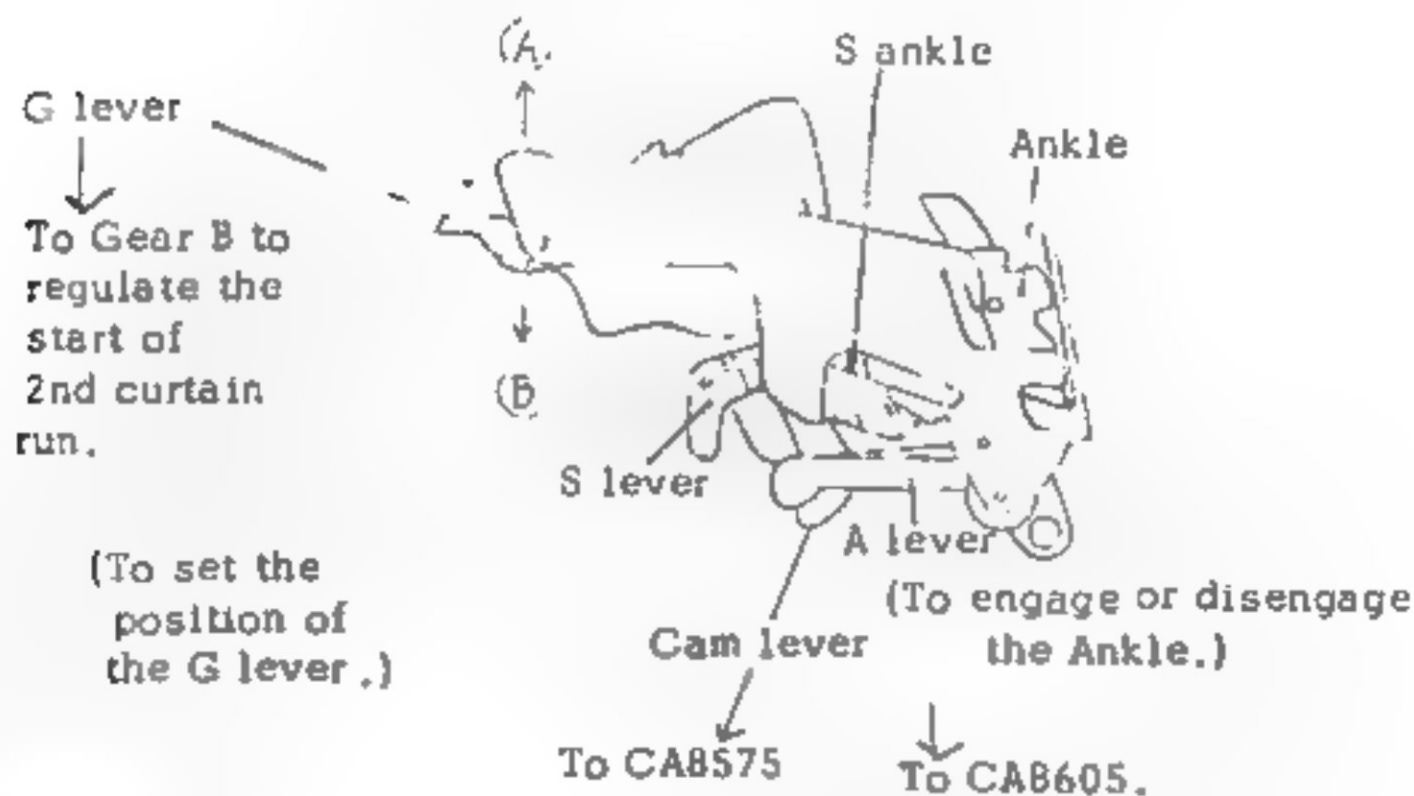 (A.
S ankle
G lever
Ankle
To Gear B to
regulate the
start of
2nd curtain
run.
(B
S lever
A lever
(To set the
position of
the G lever.)
(To engage or disengage
the Ankle.)
Cam lever
To CA8575
To CA8605.